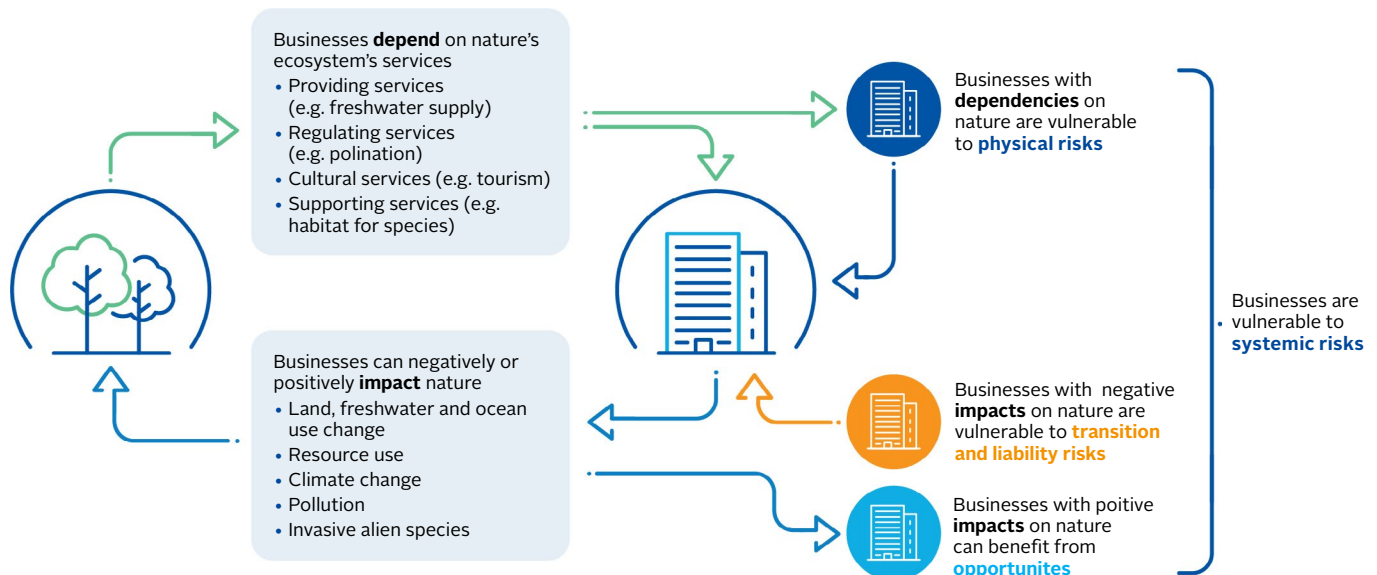 Businesses depend on nature's
ecosystem's services
• Providing services
(e.g. freshwater supply)
• Regulating services
(e.g. polination)
• Cultural services (e.g. tourism)
• Supporting services (e.g.
habitat for species)
Businesses with
dependencies on
nature are vulnerable
to physical risks
Businesses are
vulnerable to
systemic risks
Businesses can negatively or
positively impact nature
• Land, freshwater and ocean
use change
• Resource use
• Climate change
• Pollution
• Invasive alien species
Businesses with negative
impacts on nature are
vulnerable to transition
and liability risks
Businesses with poitive
impacts on nature
can benefit from
opportunites